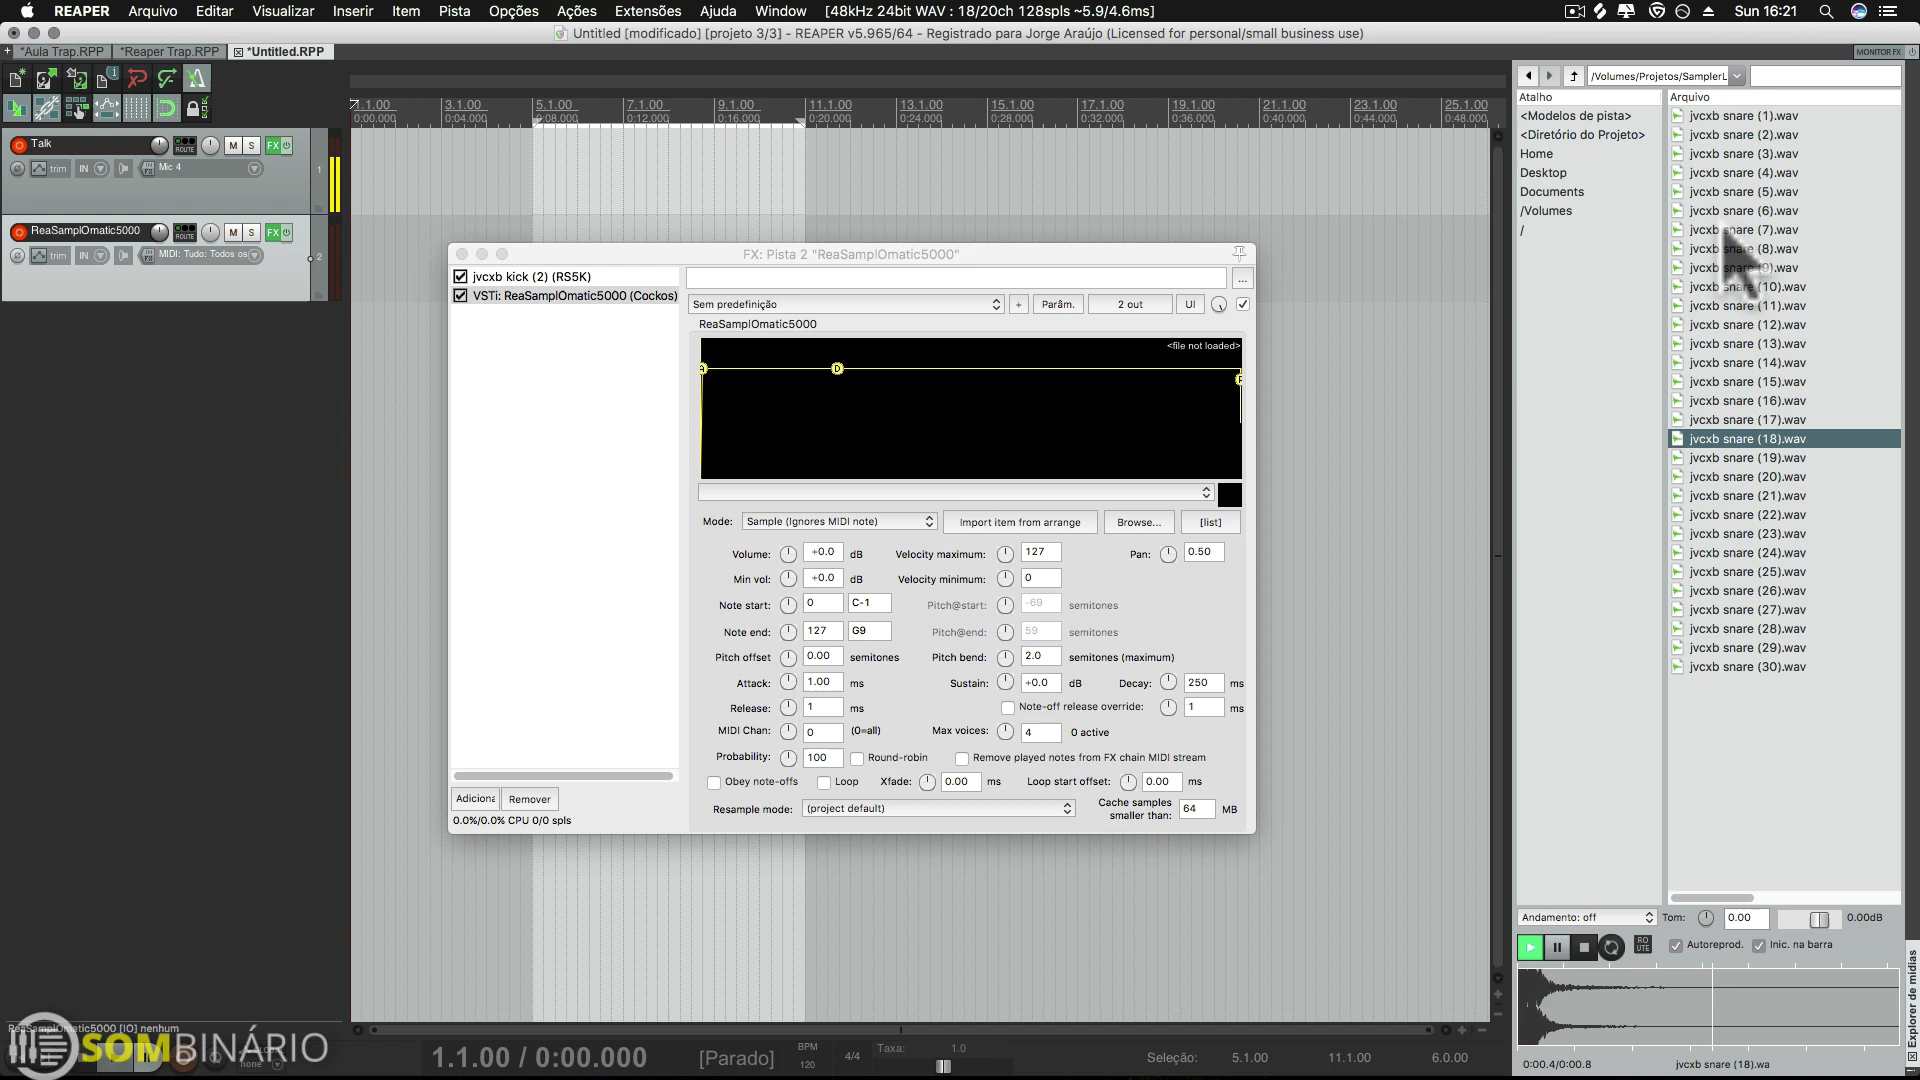 REAPER Arquivo Editar Visualizar Inserir Item Pista Opções Ações Extensões Ajuda Window [48kHz 24bit WAV : 18/20ch 128spls ~5.9/4.6ms] Sun 16:21
Untitled [modificado] [projeto 3/3] - REAPER v5.965/64 - Registrado para Jorge Araújo (Licensed for personal/small business use)
*Aula Trap.RPP *Reaper Trap.RPP *Untitled.RPP MONITOR FX
1.1.00 3.1.00 5.1.00 7.1.00 9.1.00 11.1.00 13.1.00 15.1.00 17.1.00 19.1.00 21.1.00 23.1.00 25.1.00
0:00.000 0:04.000 0:08.000 0:12.000 0:16.000 0:20.000 0:24.000 0:28.000 0:32.000 0:36.000 0:40.000 0:44.000 0:48.000
Talk ROUTE M S FX
trim IN FX Mic 4 1
ReaSamplOmatic5000 ROUTE M S FX
trim IN FX MIDI: Tudo: Todos os 2
FX: Pista 2 "ReaSamplOmatic5000"
jvcxb kick (2) (RS5K)
VSTi: ReaSamplOmatic5000 (Cockos)
...
Sem predefinição + Parâm. 2 out UI
ReaSamplOmatic5000
<file not loaded>
D
Mode: Sample (Ignores MIDI note) Import item from arrange Browse... [list]
Volume: +0.0 dB Velocity maximum: 127 Pan: 0.50
Min vol: +0.0 dB Velocity minimum: 0
Note start: 0 C-1 Pitch@start: -69 semitones
Note end: 127 G9 Pitch@end: 59 semitones
Pitch offset 0.00 semitones Pitch bend: 2.0 semitones (maximum)
Attack: 1.00 ms Sustain: +0.0 dB Decay: 250 ms
Release: 1 ms Note-off release override: 1 ms
MIDI Chan: 0 (0=all) Max voices: 4 0 active
Probability: 100 Round-robin Remove played notes from FX chain MIDI stream
Obey note-offs Loop Xfade: 0.00 ms Loop start offset: 0.00 ms
Resample mode: (project default) Cache samples smaller than: 64 MB
Adiciona Remover
0.0%/0.0% CPU 0/0 spls
/Volumes/Projetos/SamplerL
Atalho
<Modelos de pista>
<Diretório do Projeto>
Home
Desktop
Documents
/Volumes
/
Arquivo
jvcxb snare (1).wav
jvcxb snare (2).wav
jvcxb snare (3).wav
jvcxb snare (4).wav
jvcxb snare (5).wav
jvcxb snare (6).wav
jvcxb snare (7).wav
jvcxb snare (8).wav
jvcxb snare (9).wav
jvcxb snare (10).wav
jvcxb snare (11).wav
jvcxb snare (12).wav
jvcxb snare (13).wav
jvcxb snare (14).wav
jvcxb snare (15).wav
jvcxb snare (16).wav
jvcxb snare (17).wav
jvcxb snare (18).wav
jvcxb snare (19).wav
jvcxb snare (20).wav
jvcxb snare (21).wav
jvcxb snare (22).wav
jvcxb snare (23).wav
jvcxb snare (24).wav
jvcxb snare (25).wav
jvcxb snare (26).wav
jvcxb snare (27).wav
jvcxb snare (28).wav
jvcxb snare (29).wav
jvcxb snare (30).wav
Andamento: off Tom: 0.00 0.00dB
ROUTE Autoreprod. Inic. na barra
0:00.4/0:00.8 jvcxb snare (18).wa
Explorer de mídias
ReaSamplOmatic5000 [IO] nenhum
SOMBINÁRIO
none
1.1.00 / 0:00.000 [Parado] BPM 120 4/4 Taxa: 1.0 Seleção: 5.1.00 11.1.00 6.0.00